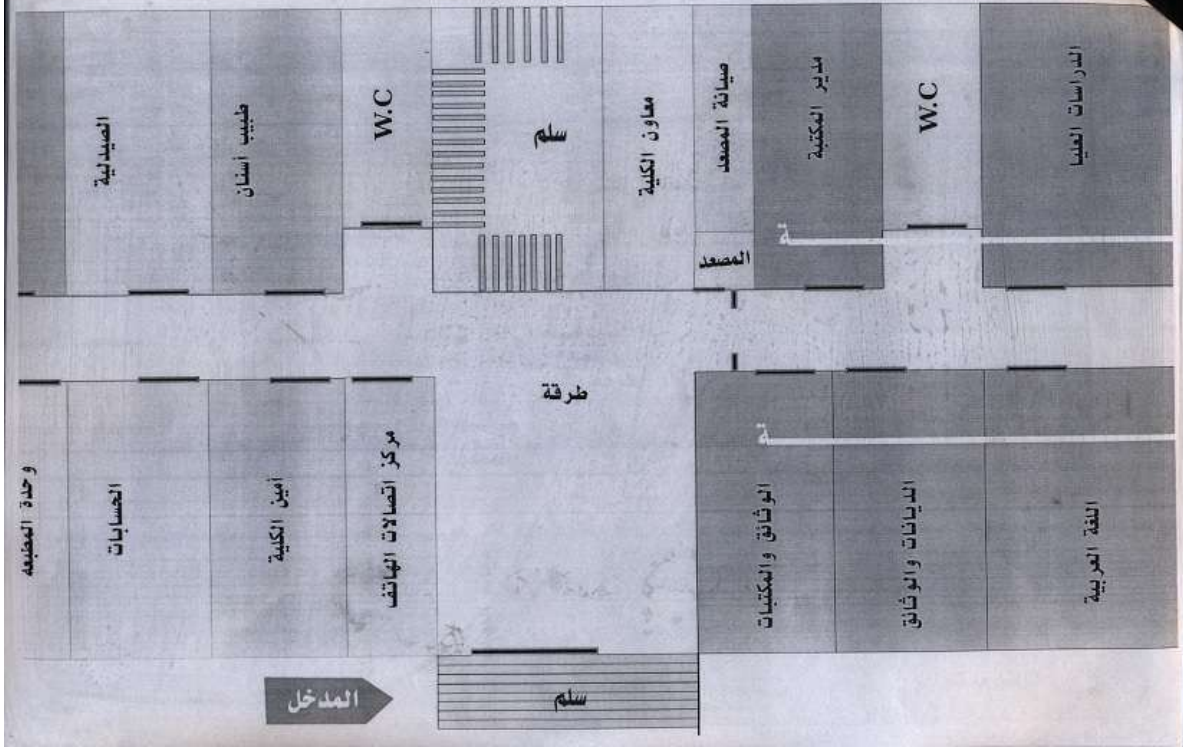 الدراسات العليا
W.C
مدير المكتبة
صيانة المصعد
المصعد
معاون الكلية
سلم
W.C
طبيب أسنان
الصيدلية
طرقة
اللغة العربية
الديانات والوثائق
الوثائق والمكتبات
مركز اتصالات الهاتف
أمين الكلية
الحسابات
وحدة المطبعه
سلم
المدخل